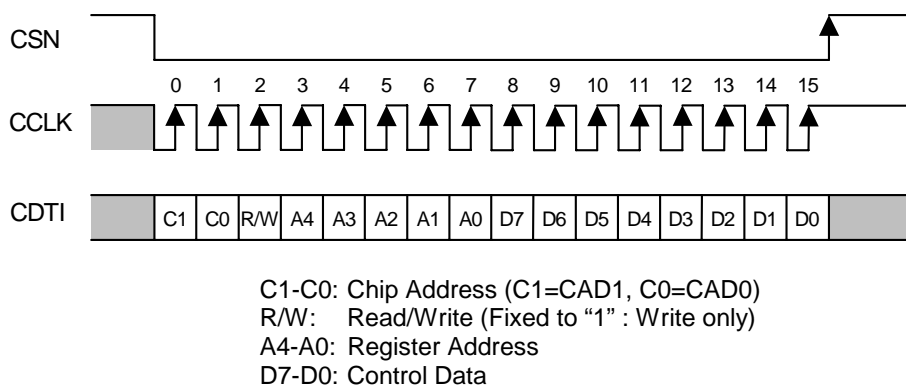 CSN
0 1 2 3 4 5 6 7 8 9 10 11 12 13 14 15
CCLK
CDTI C1 C0 R/W A4 A3 A2 A1 A0 D7 D6 D5 D4 D3 D2 D1 D0
C1-C0: Chip Address (C1=CAD1, C0=CAD0)
R/W: Read/Write (Fixed to “1” : Write only)
A4-A0: Register Address
D7-D0: Control Data